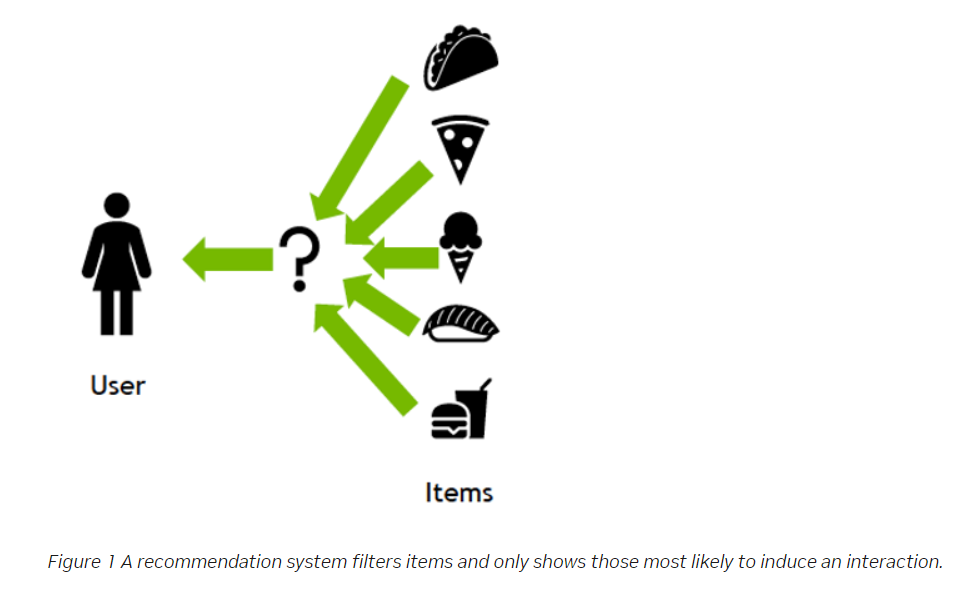 ?
User
Items
Figure 1 A recommendation system filters items and only shows those most likely to induce an interaction.